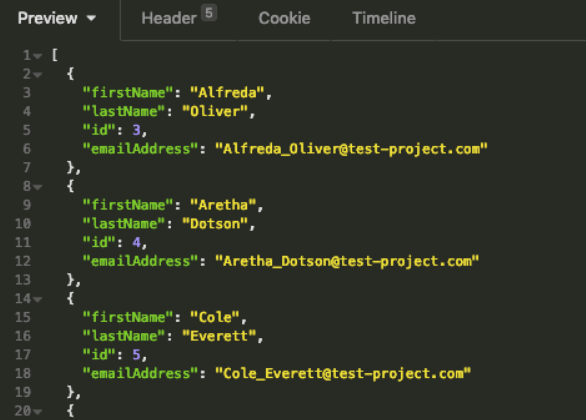 Preview ▼ Header 5 Cookie Timeline
1 [
2 {
3 "firstName": "Alfreda",
4 "lastName": "Oliver",
5 "id": 3,
6 "emailAddress": "Alfreda_Oliver@test-project.com"
7 },
8 {
9 "firstName": "Aretha",
10 "lastName": "Dotson",
11 "id": 4,
12 "emailAddress": "Aretha_Dotson@test-project.com"
13 },
14 {
15 "firstName": "Cole",
16 "lastName": "Everett",
17 "id": 5,
18 "emailAddress": "Cole_Everett@test-project.com"
19 },
20 {